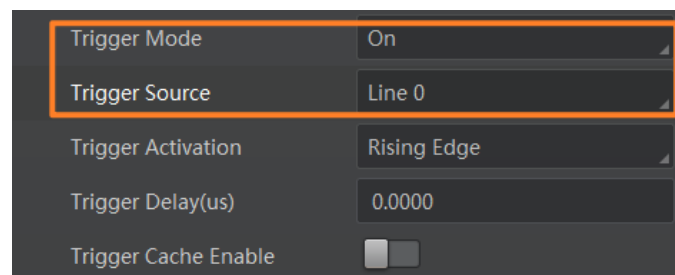 Trigger Mode On
Trigger Source Line 0
Trigger Activation Rising Edge
Trigger Delay(us) 0.0000
Trigger Cache Enable